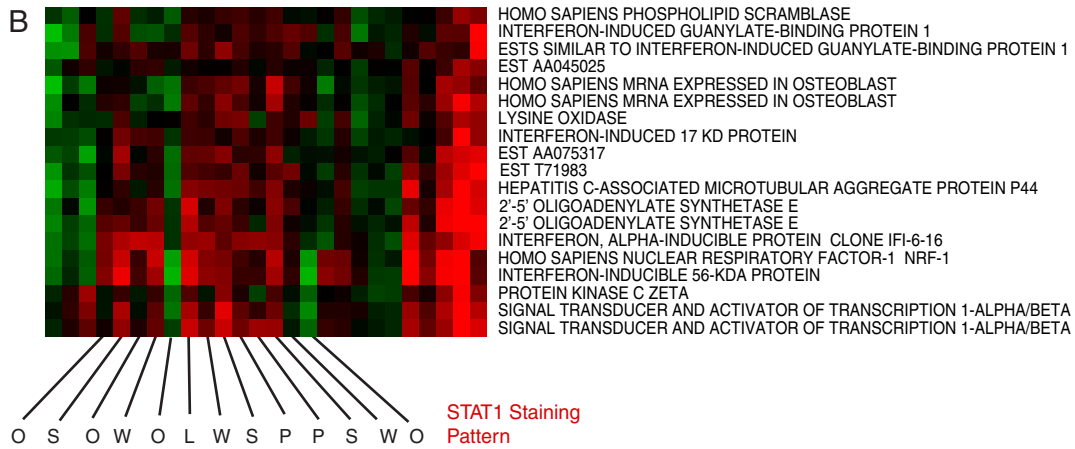 B
HOMO SAPIENS PHOSPHOLIPID SCRAMBLASE
INTERFERON-INDUCED GUANYLATE-BINDING PROTEIN 1
ESTS SIMILAR TO INTERFERON-INDUCED GUANYLATE-BINDING PROTEIN 1
EST AA045025
HOMO SAPIENS MRNA EXPRESSED IN OSTEOBLAST
HOMO SAPIENS MRNA EXPRESSED IN OSTEOBLAST
LYSINE OXIDASE
INTERFERON-INDUCED 17 KD PROTEIN
EST AA075317
EST T71983
HEPATITIS C-ASSOCIATED MICROTUBULAR AGGREGATE PROTEIN P44
2'-5' OLIGOADENYLATE SYNTHETASE E
2'-5' OLIGOADENYLATE SYNTHETASE E
INTERFERON, ALPHA-INDUCIBLE PROTEIN CLONE IFI-6-16
HOMO SAPIENS NUCLEAR RESPIRATORY FACTOR-1 NRF-1
INTERFERON-INDUCIBLE 56-KDA PROTEIN
PROTEIN KINASE C ZETA
SIGNAL TRANSDUCER AND ACTIVATOR OF TRANSCRIPTION 1-ALPHA/BETA
SIGNAL TRANSDUCER AND ACTIVATOR OF TRANSCRIPTION 1-ALPHA/BETA
O S O W O L W S P P S W O
STAT1 Staining
Pattern